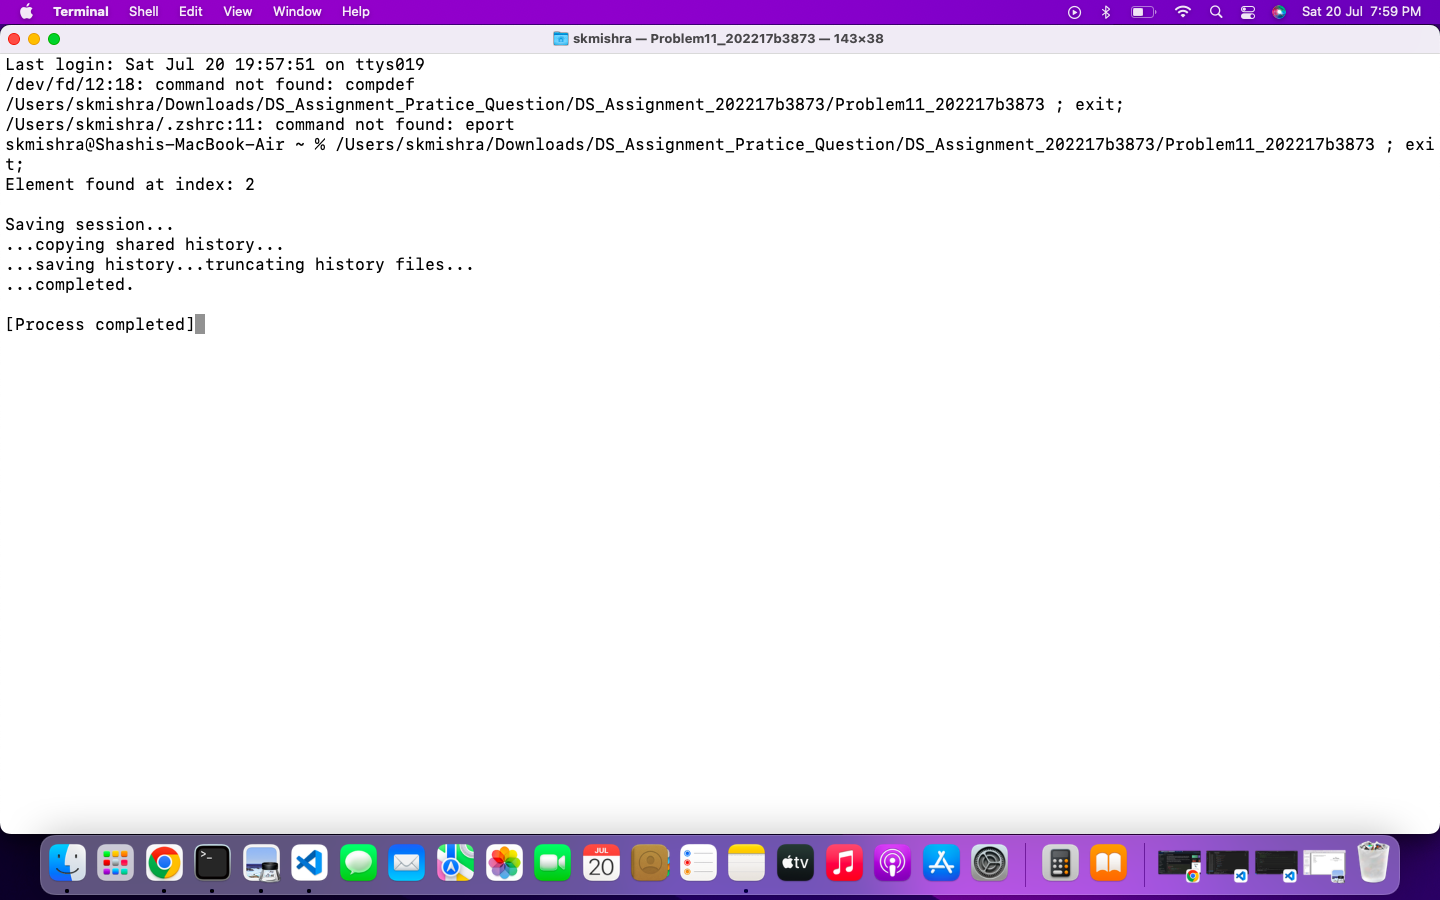 Terminal Shell Edit View Window Help Sat 20 Jul 7:59 PM
skmishra — Problem11_202217b3873 — 143×38
Last login: Sat Jul 20 19:57:51 on ttys019
/dev/fd/12:18: command not found: compdef
/Users/skmishra/Downloads/DS_Assignment_Pratice_Question/DS_Assignment_202217b3873/Problem11_202217b3873 ; exit;
/Users/skmishra/.zshrc:11: command not found: eport
skmishra@Shashis-MacBook-Air ~ % /Users/skmishra/Downloads/DS_Assignment_Pratice_Question/DS_Assignment_202217b3873/Problem11_202217b3873 ; exi
t;
Element found at index: 2
Saving session...
...copying shared history...
...saving history...truncating history files...
...completed.
[Process completed]
JUL
20
tv